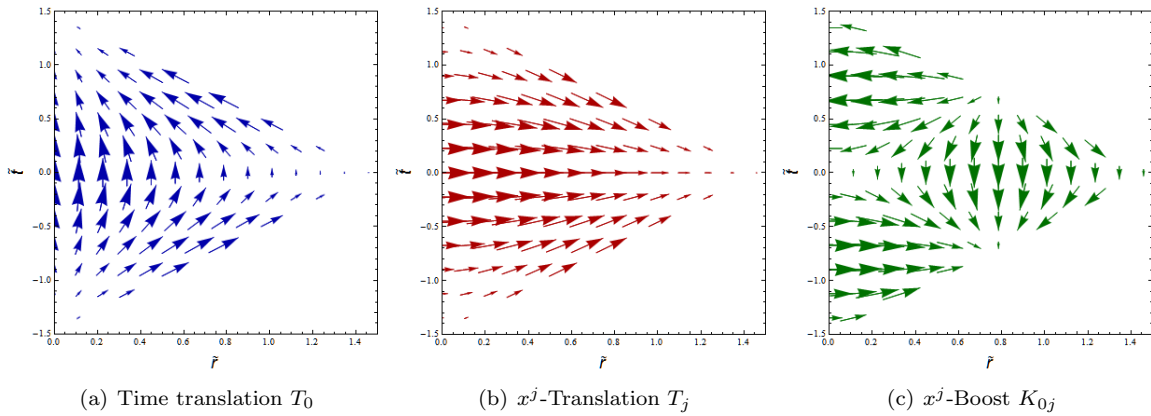 1.5 1.5 1.5
1.0 1.0 1.0
0.5 0.5 0.5
t̃ 0.0 t̃ 0.0 t̃ 0.0
−0.5 −0.5 −0.5
−1.0 −1.0 −1.0
−1.5 −1.5 −1.5
0.0 0.2 0.4 0.6 0.8 1.0 1.2 1.4 0.0 0.2 0.4 0.6 0.8 1.0 1.2 1.4 0.0 0.2 0.4 0.6 0.8 1.0 1.2 1.4
r̃ r̃ r̃
(a) Time translation T₀ (b) xʲ-Translation Tⱼ (c) xʲ-Boost K₀ⱼ